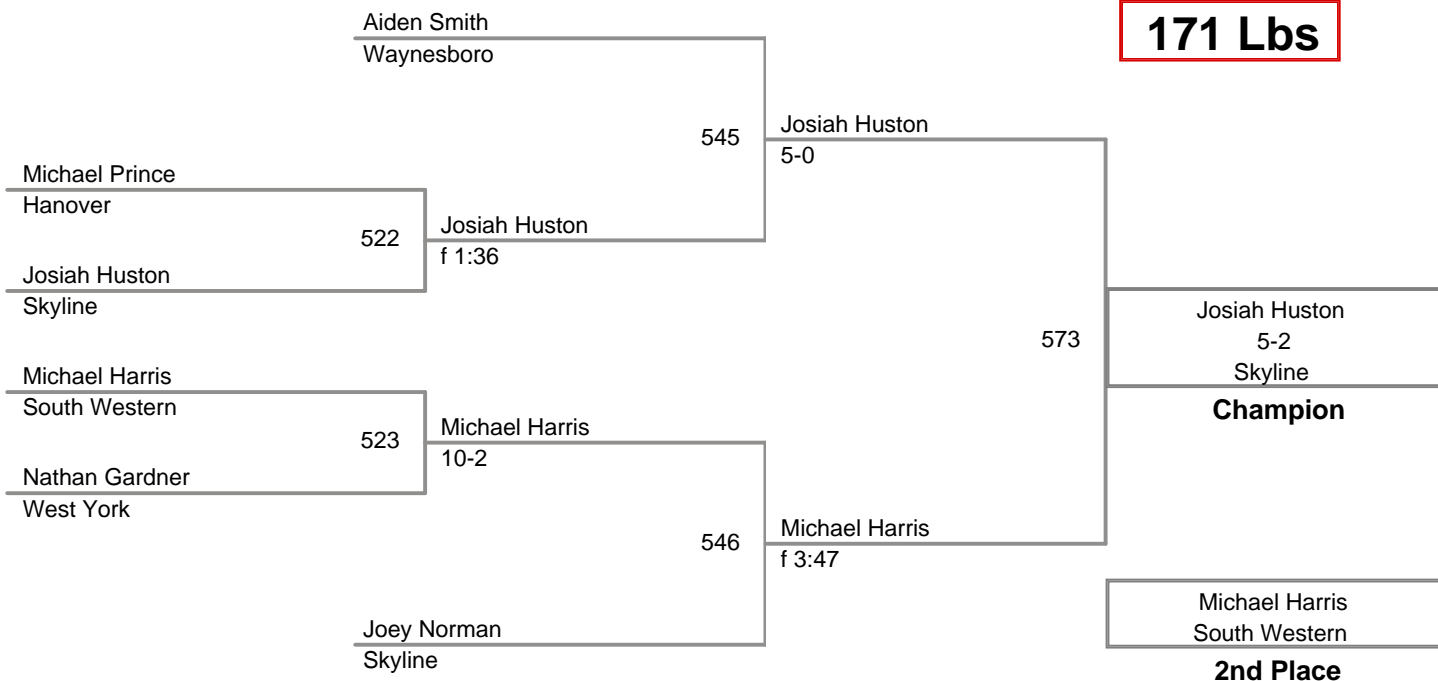 Aiden Smith
Waynesboro
171 Lbs
545
Josiah Huston
5-0
Michael Prince
Hanover
522
Josiah Huston
f 1:36
Josiah Huston
Skyline
573
Josiah Huston
5-2
Skyline
Champion
Michael Harris
South Western
523
Michael Harris
10-2
Nathan Gardner
West York
546
Michael Harris
f 3:47
Joey Norman
Skyline
Michael Harris
South Western
2nd Place